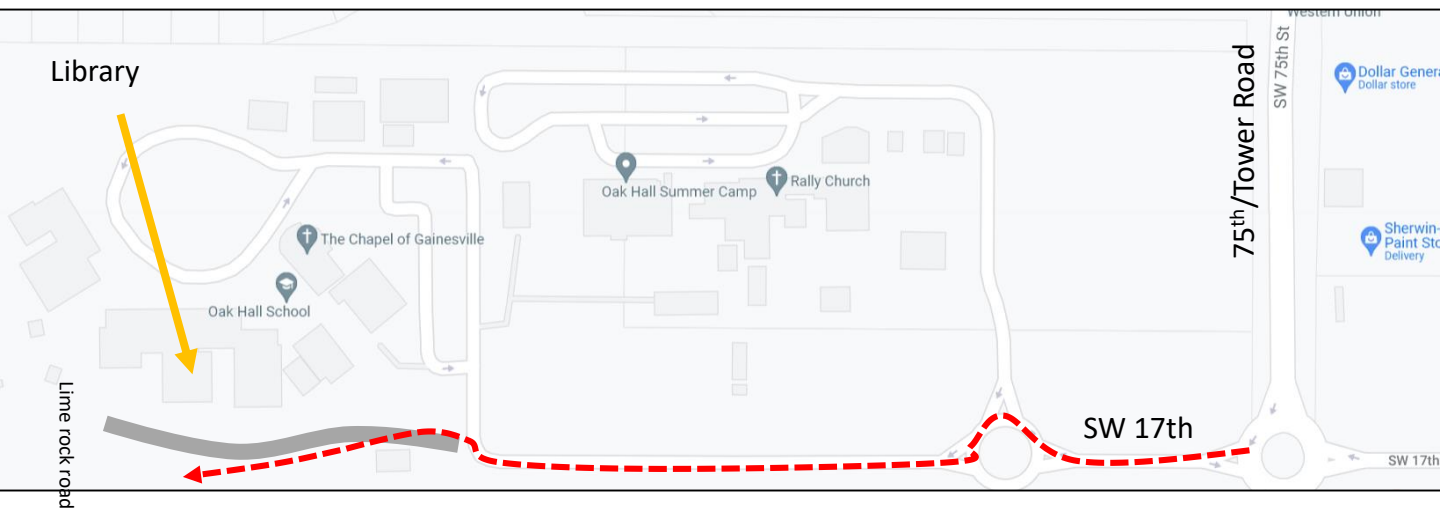 Western Union
Library
75th/Tower Road
SW 75th St
Dollar Genera
Dollar store
Oak Hall Summer Camp
Rally Church
The Chapel of Gainesville
Sherwin-
Paint Sto
Delivery
Oak Hall School
Lime rock road
SW 17th
SW 17th